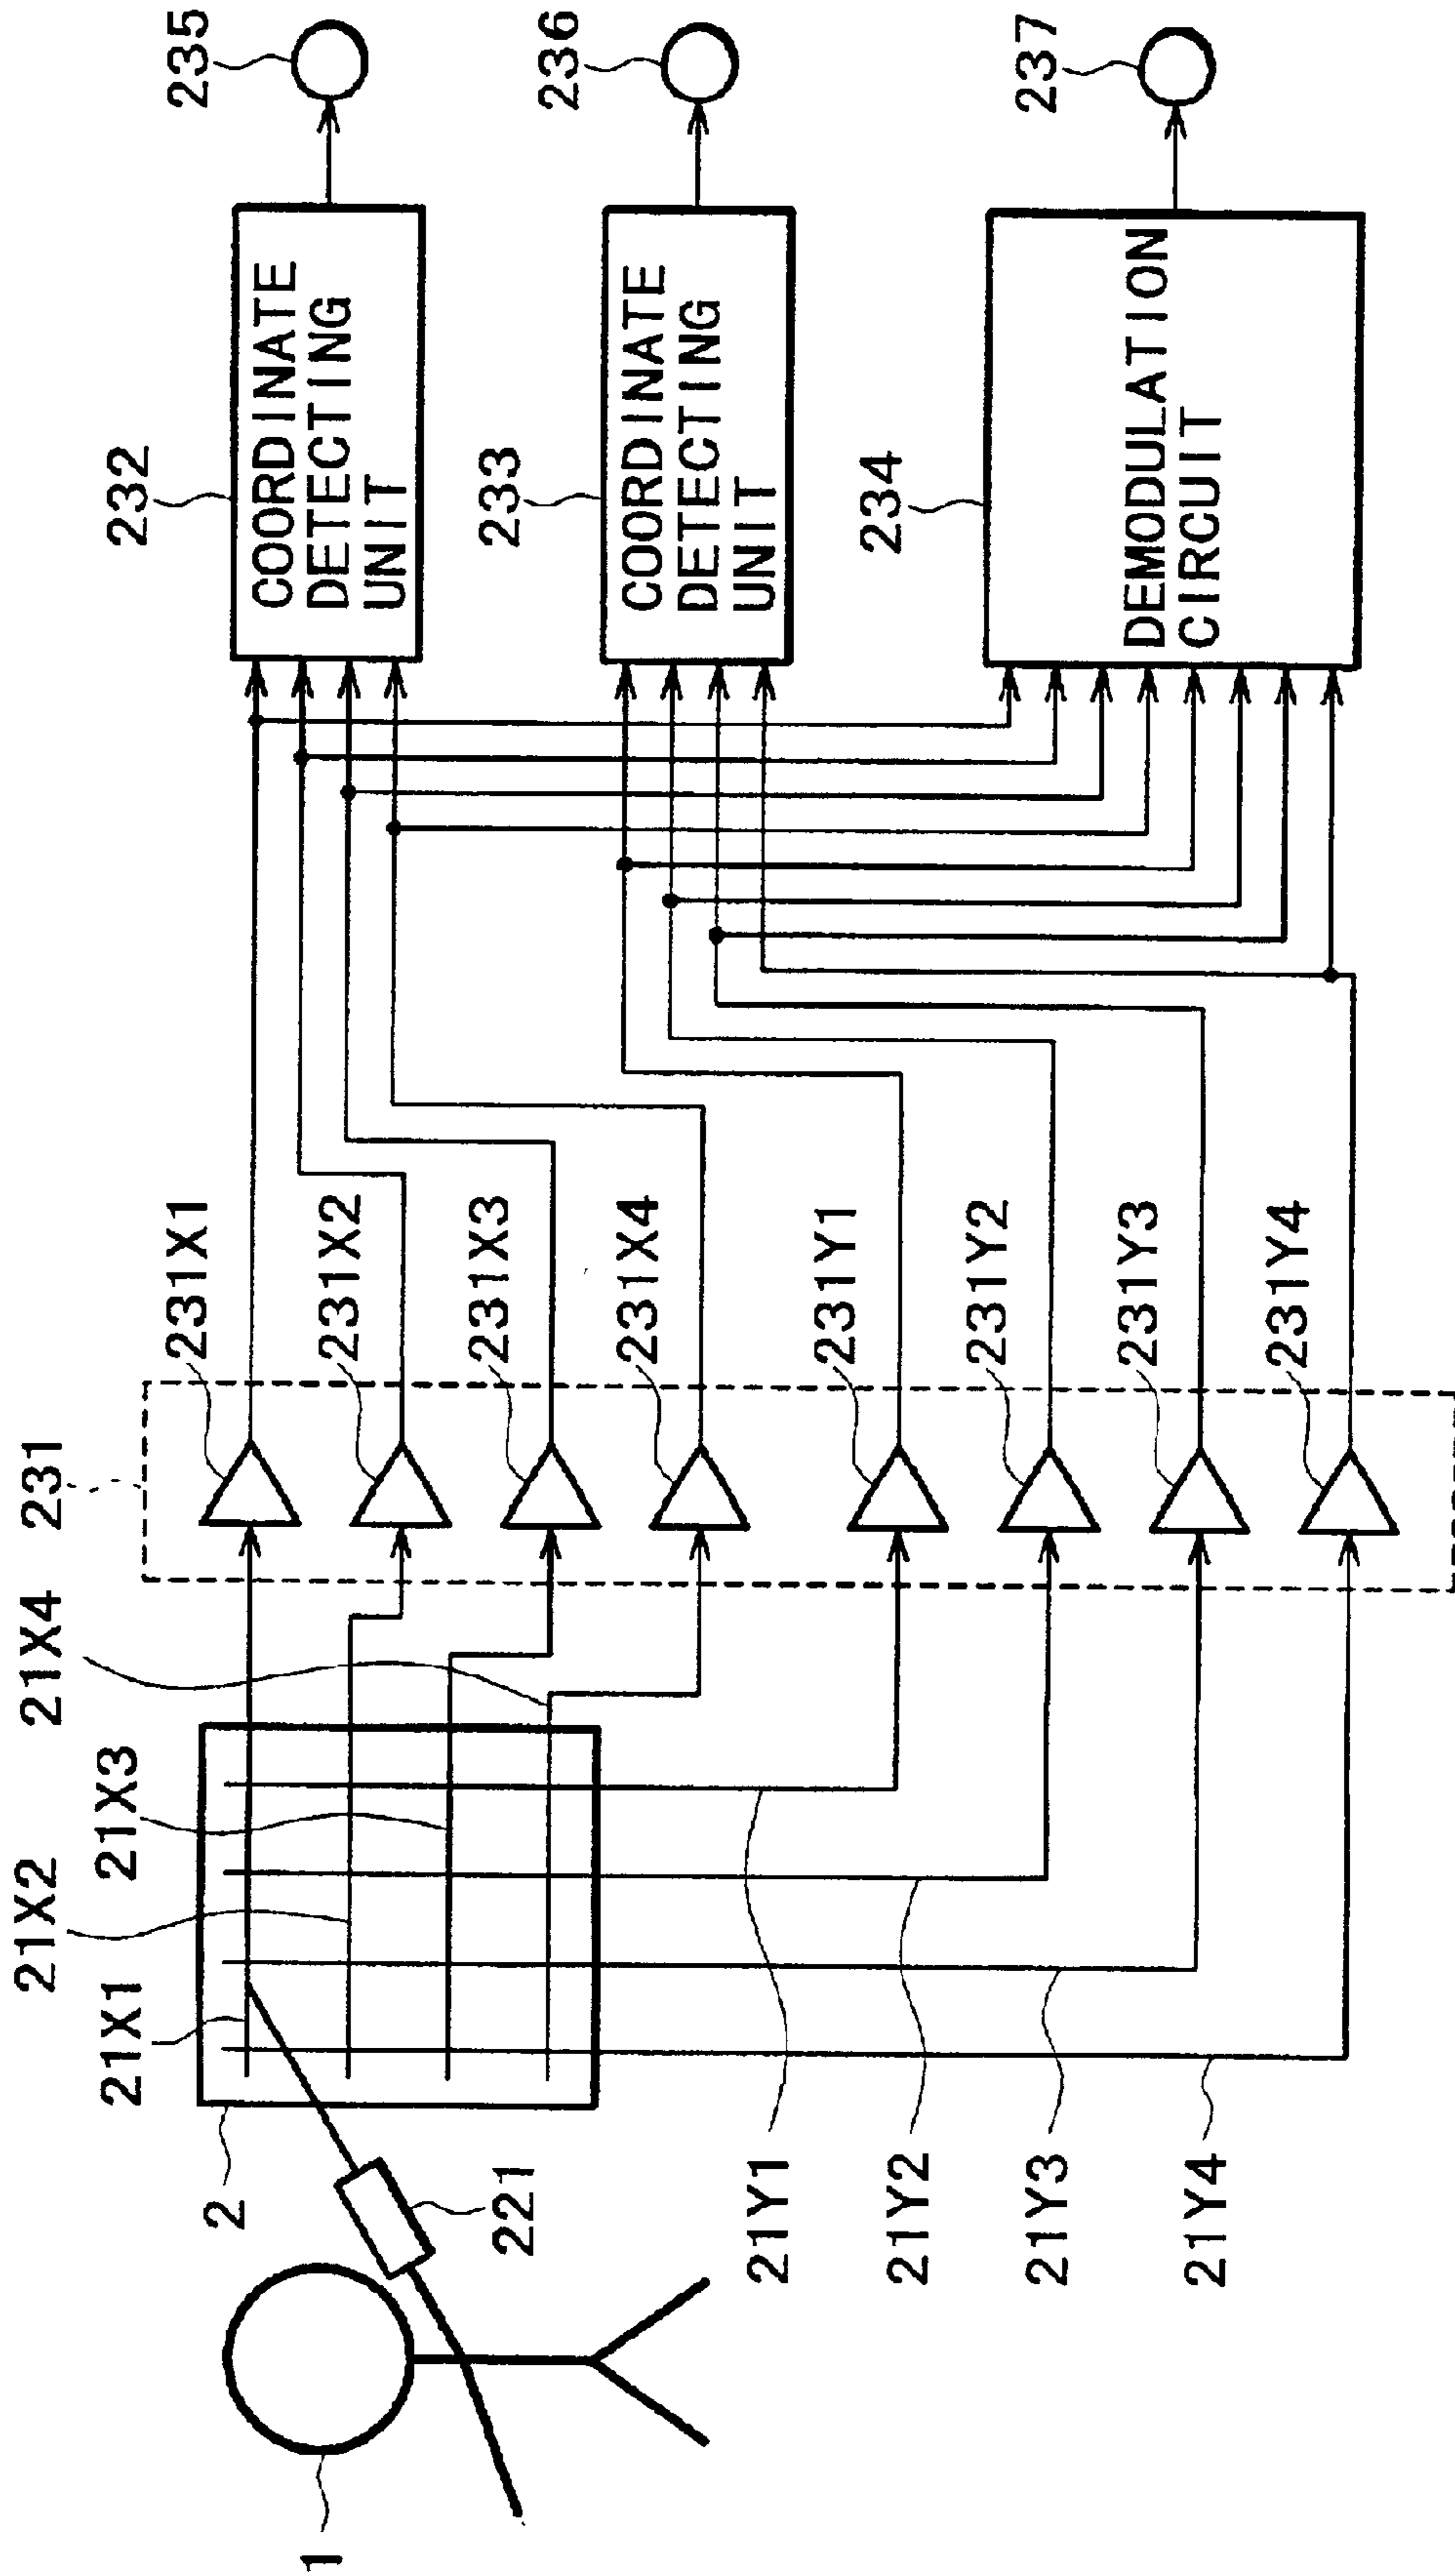 235
236
237
232
COORDINATE
DETECTING
UNIT
233
COORDINATE
DETECTING
UNIT
234
DEMODULATION
CIRCUIT
231
231X1
231X2
231X3
231X4
231Y1
231Y2
231Y3
231Y4
21X1
21X2
21X3
21X4
2
221
21Y1
21Y2
21Y3
21Y4
1